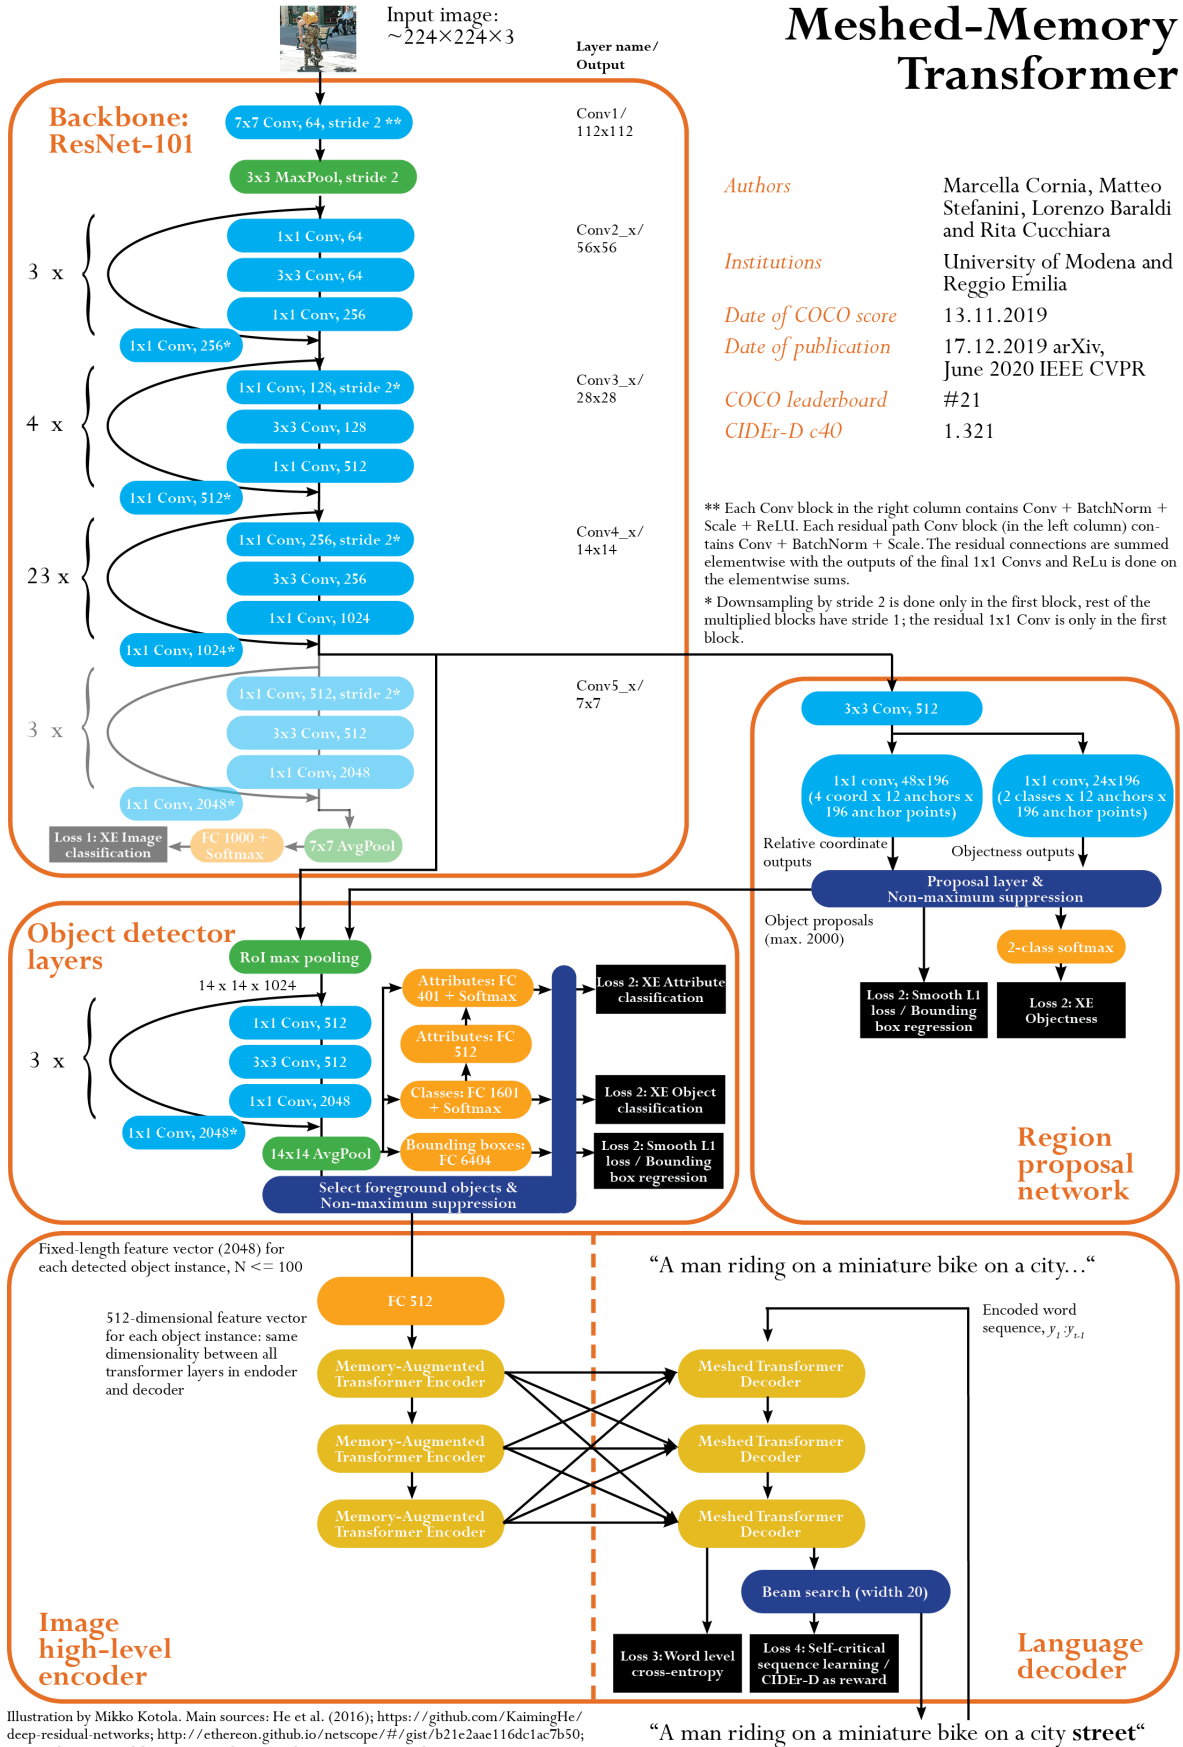 Input image:
~224×224×3
Meshed-Memory
Transformer
Layer name/
Output
Backbone:
ResNet-101
7x7 Conv, 64, stride 2 **
Conv1/
112x112
3x3 MaxPool, stride 2
3 x
1x1 Conv, 64
3x3 Conv, 64
1x1 Conv, 256
1x1 Conv, 256*
Conv2_x/
56x56
4 x
1x1 Conv, 128, stride 2*
3x3 Conv, 128
1x1 Conv, 512
1x1 Conv, 512*
Conv3_x/
28x28
23 x
1x1 Conv, 256, stride 2*
3x3 Conv, 256
1x1 Conv, 1024
1x1 Conv, 1024*
Conv4_x/
14x14
3 x
1x1 Conv, 512, stride 2*
3x3 Conv, 512
1x1 Conv, 2048
1x1 Conv, 2048*
Conv5_x/
7x7
Loss 1: XE Image
classification
FC 1000 +
Softmax
7x7 AvgPool
Authors
Marcella Cornia, Matteo
Stefanini, Lorenzo Baraldi
and Rita Cucchiara
Institutions
University of Modena and
Reggio Emilia
Date of COCO score
13.11.2019
Date of publication
17.12.2019 arXiv,
June 2020 IEEE CVPR
COCO leaderboard
#21
CIDEr-D c40
1.321
** Each Conv block in the right column contains Conv + BatchNorm +
Scale + ReLU. Each residual path Conv block (in the left column) con-
tains Conv + BatchNorm + Scale. The residual connections are summed
elementwise with the outputs of the final 1x1 Convs and ReLu is done on
the elementwise sums.
* Downsampling by stride 2 is done only in the first block, rest of the
multiplied blocks have stride 1; the residual 1x1 Conv is only in the first
block.
3x3 Conv, 512
1x1 conv, 48x196
(4 coord x 12 anchors x
196 anchor points)
1x1 conv, 24x196
(2 classes x 12 anchors x
196 anchor points)
Relative coordinate
outputs
Objectness outputs
Proposal layer &
Non-maximum suppression
Object proposals
(max. 2000)
2-class softmax
Loss 2: Smooth L1
loss / Bounding
box regression
Loss 2: XE
Objectness
Region
proposal
network
Object detector
layers
RoI max pooling
14 x 14 x 1024
3 x
1x1 Conv, 512
3x3 Conv, 512
1x1 Conv, 2048
1x1 Conv, 2048*
14x14 AvgPool
Attributes: FC
401 + Softmax
Attributes: FC
512
Classes: FC 1601
+ Softmax
Bounding boxes:
FC 6404
Loss 2: XE Attribute
classification
Loss 2: XE Object
classification
Loss 2: Smooth L1
loss / Bounding
box regression
Select foreground objects &
Non-maximum suppression
Fixed-length feature vector (2048) for
each detected object instance, N <= 100
FC 512
512-dimensional feature vector
for each object instance: same
dimensionality between all
transformer layers in endoder
and decoder
Memory-Augmented
Transformer Encoder
Memory-Augmented
Transformer Encoder
Memory-Augmented
Transformer Encoder
Image
high-level
encoder
“A man riding on a miniature bike on a city...“
Encoded word
sequence, y1 :yt-1
Meshed Transformer
Decoder
Meshed Transformer
Decoder
Meshed Transformer
Decoder
Beam search (width 20)
Loss 3: Word level
cross-entropy
Loss 4: Self-critical
sequence learning /
CIDEr-D as reward
Language
decoder
Illustration by Mikko Kotola. Main sources: He et al. (2016); https://github.com/KaimingHe/
deep-residual-networks; http://ethereon.github.io/netscope/#/gist/b21e2aae116dc1ac7b50;
“A man riding on a miniature bike on a city street“